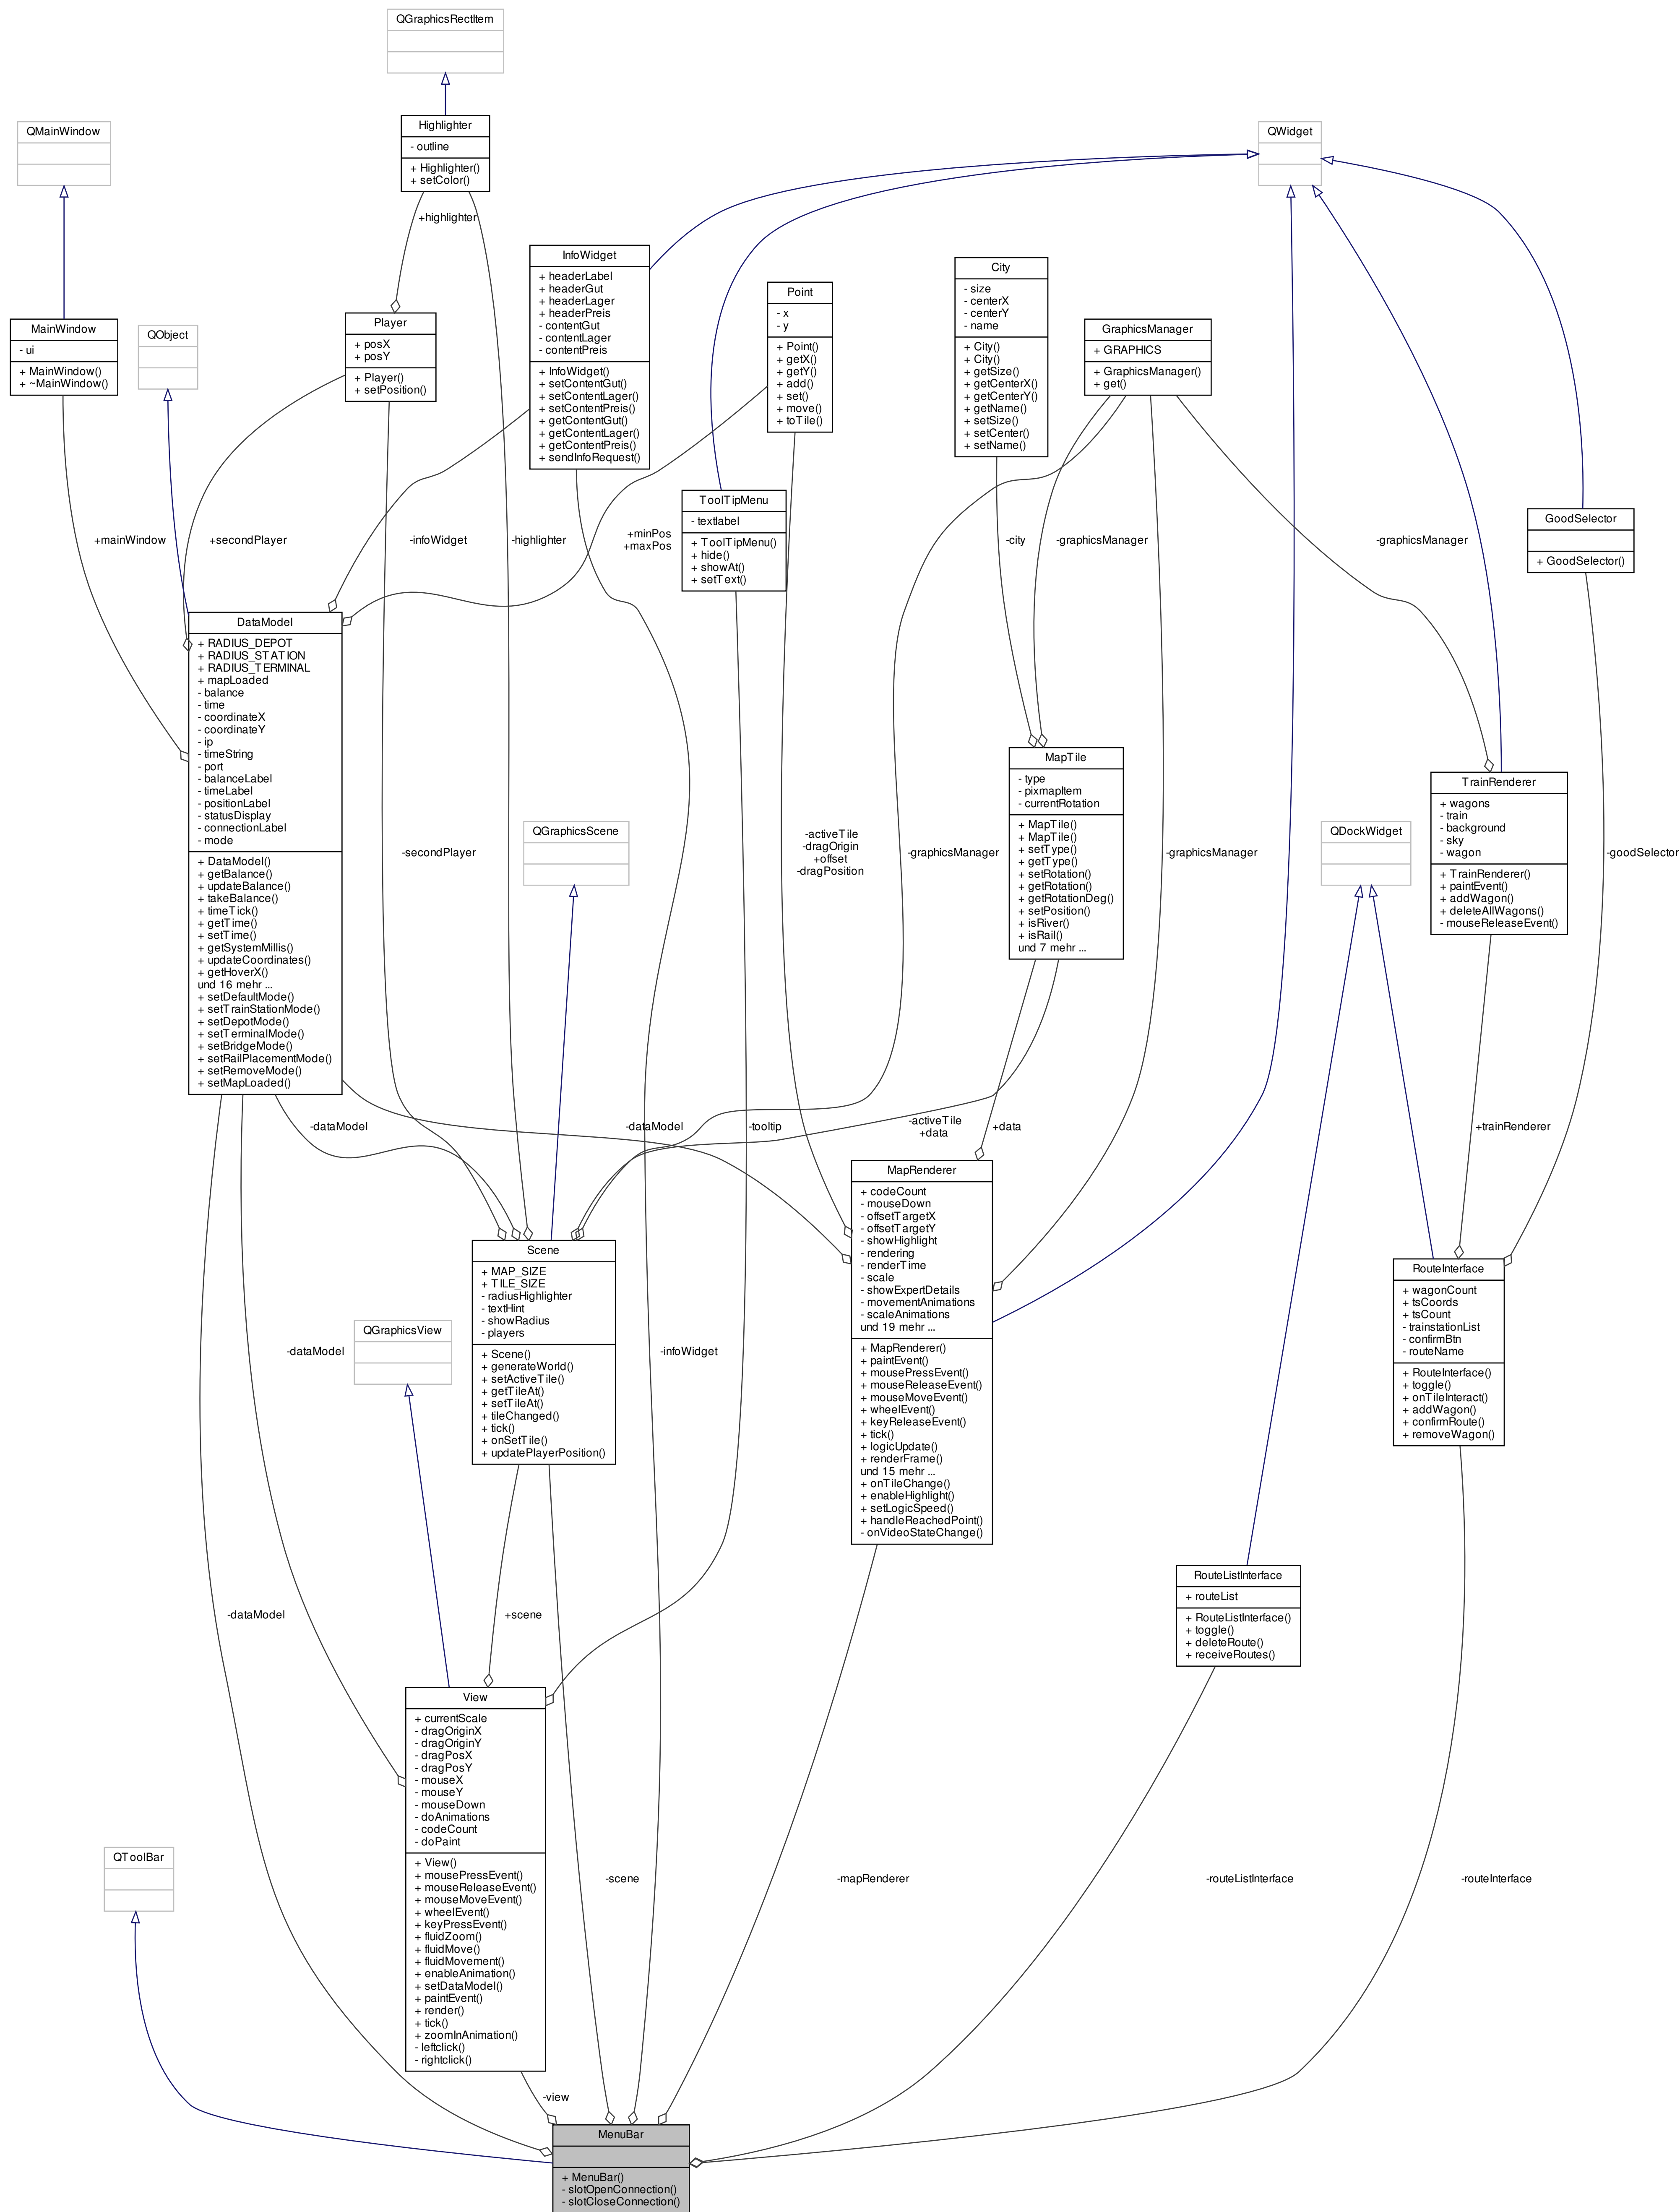 QGraphicsRectItem
QMainWindow
Highlighter
- outline
+ Highlighter()
+ setColor()
QWidget
+highlighter
InfoWidget
+ headerLabel
+ headerGut
+ headerLager
+ headerPreis
- contentGut
- contentLager
- contentPreis
+ InfoWidget()
+ setContentGut()
+ setContentLager()
+ setContentPreis()
+ getContentGut()
+ getContentLager()
+ getContentPreis()
+ sendInfoRequest()
City
- size
- centerX
- centerY
- name
+ City()
+ City()
+ getSize()
+ getCenterX()
+ getCenterY()
+ getName()
+ setSize()
+ setCenter()
+ setName()
Point
- x
- y
+ Point()
+ getX()
+ getY()
+ add()
+ set()
+ move()
+ toTile()
MainWindow
- ui
+ MainWindow()
+ ~MainWindow()
QObject
Player
+ posX
+ posY
+ Player()
+ setPosition()
GraphicsManager
+ GRAPHICS
+ GraphicsManager()
+ get()
ToolTipMenu
- textlabel
+ ToolTipMenu()
+ hide()
+ showAt()
+ setText()
GoodSelector
+ GoodSelector()
+mainWindow
+secondPlayer
-infoWidget
-highlighter
+minPos
+maxPos
-city
-graphicsManager
-graphicsManager
DataModel
+ RADIUS_DEPOT
+ RADIUS_STATION
+ RADIUS_TERMINAL
+ mapLoaded
- balance
- time
- coordinateX
- coordinateY
- ip
- timeString
- port
- balanceLabel
- timeLabel
- positionLabel
- statusDisplay
- connectionLabel
- mode
+ DataModel()
+ getBalance()
+ updateBalance()
+ takeBalance()
+ timeTick()
+ getTime()
+ setTime()
+ getSystemMillis()
+ updateCoordinates()
+ getHoverX()
und 16 mehr ...
+ setDefaultMode()
+ setTrainStationMode()
+ setDepotMode()
+ setTerminalMode()
+ setBridgeMode()
+ setRailPlacementMode()
+ setRemoveMode()
+ setMapLoaded()
MapTile
- type
- pixmapItem
- currentRotation
+ MapTile()
+ MapTile()
+ setType()
+ getType()
+ setRotation()
+ getRotation()
+ getRotationDeg()
+ setPosition()
+ isRiver()
+ isRail()
und 7 mehr ...
TrainRenderer
+ wagons
- train
- background
- sky
- wagon
+ TrainRenderer()
+ paintEvent()
+ addWagon()
+ deleteAllWagons()
- mouseReleaseEvent()
QGraphicsScene
QDockWidget
-secondPlayer
-activeTile
-dragOrigin
+offset
-dragPosition
-graphicsManager
-graphicsManager
-goodSelector
-dataModel
-dataModel
-tooltip
-activeTile
+data
+data
+trainRenderer
MapRenderer
+ codeCount
- mouseDown
- offsetTargetX
- offsetTargetY
- showHighlight
- rendering
- renderTime
- scale
- showExpertDetails
- movementAnimations
- scaleAnimations
und 19 mehr ...
+ MapRenderer()
+ paintEvent()
+ mousePressEvent()
+ mouseReleaseEvent()
+ mouseMoveEvent()
+ wheelEvent()
+ keyReleaseEvent()
+ tick()
+ logicUpdate()
+ renderFrame()
und 15 mehr ...
+ onTileChange()
+ enableHighlight()
+ setLogicSpeed()
+ handleReachedPoint()
- onVideoStateChange()
Scene
+ MAP_SIZE
+ TILE_SIZE
- radiusHighlighter
- textHint
- showRadius
- players
+ Scene()
+ generateWorld()
+ setActiveTile()
+ getTileAt()
+ setTileAt()
+ tileChanged()
+ tick()
+ onSetTile()
+ updatePlayerPosition()
RouteInterface
+ wagonCount
+ tsCoords
+ tsCount
- trainstationList
- confirmBtn
- routeName
+ RouteInterface()
+ toggle()
+ onTileInteract()
+ addWagon()
+ confirmRoute()
+ removeWagon()
QGraphicsView
-dataModel
-infoWidget
RouteListInterface
+ routeList
+ RouteListInterface()
+ toggle()
+ deleteRoute()
+ receiveRoutes()
-dataModel
+scene
View
+ currentScale
- dragOriginX
- dragOriginY
- dragPosX
- dragPosY
- mouseX
- mouseY
- mouseDown
- doAnimations
- codeCount
- doPaint
+ View()
+ mousePressEvent()
+ mouseReleaseEvent()
+ mouseMoveEvent()
+ wheelEvent()
+ keyPressEvent()
+ fluidZoom()
+ fluidMove()
+ fluidMovement()
+ enableAnimation()
+ setDataModel()
+ paintEvent()
+ render()
+ tick()
+ zoomInAnimation()
- leftclick()
- rightclick()
QToolBar
-scene
-mapRenderer
-routeListInterface
-routeInterface
-view
MenuBar
+ MenuBar()
- slotOpenConnection()
- slotCloseConnection()